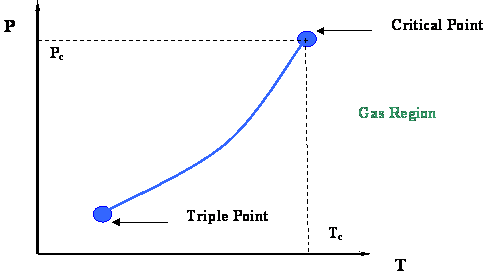 P
Critical Point
Pc
Gas Region
Triple Point
Tc
T